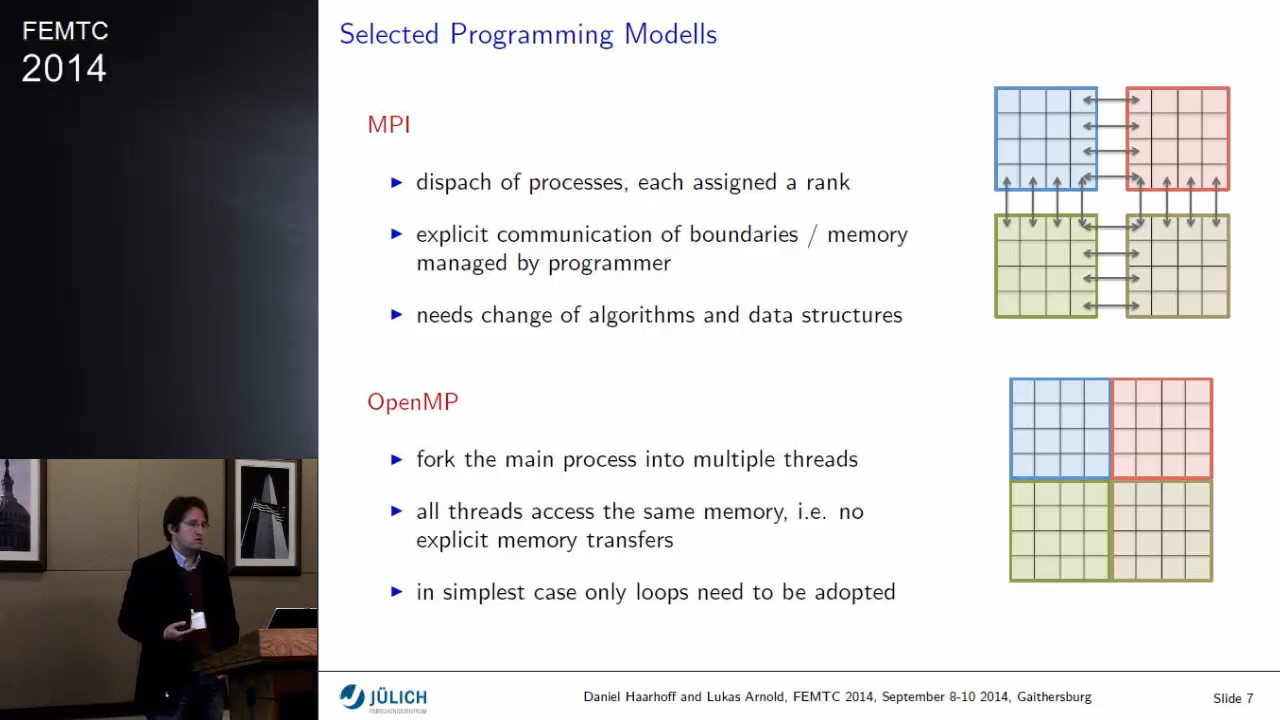 FEMTC
2014
Selected Programming Modells
MPI
▶ dispach of processes, each assigned a rank
▶ explicit communication of boundaries / memory
managed by programmer
▶ needs change of algorithms and data structures
OpenMP
▶ fork the main process into multiple threads
▶ all threads access the same memory, i.e. no
explicit memory transfers
▶ in simplest case only loops need to be adopted
JÜLICH
FORSCHUNGSZENTRUM
Daniel Haarhoff and Lukas Arnold, FEMTC 2014, September 8-10 2014, Gaithersburg
Slide 7